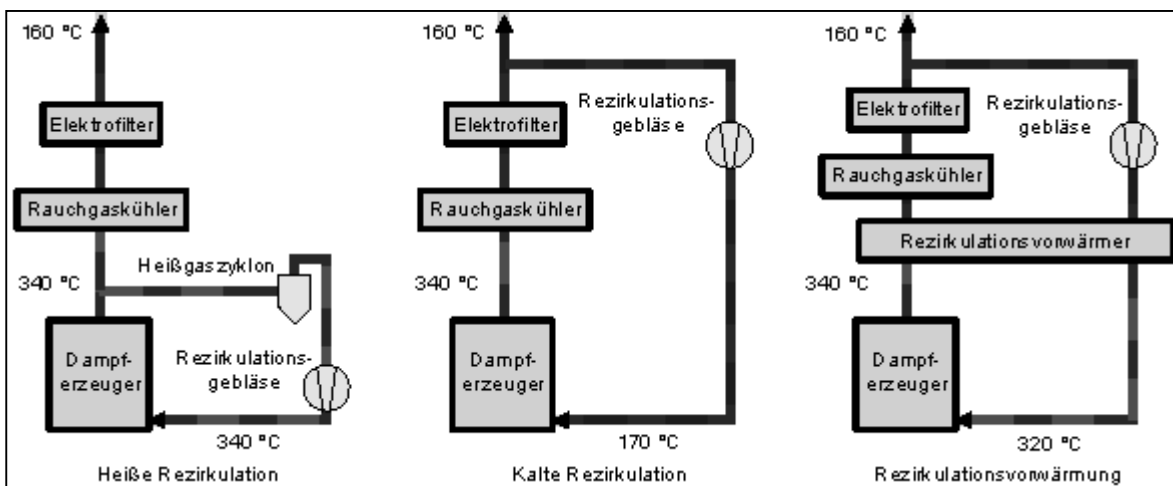 160 °C
Elektrofilter
Rauchgaskühler
Heißgaszyklon
340 °C
Dampf-
erzeuger
Rezirkulations-
gebläse
340 °C
Heiße Rezirkulation
160 °C
Rezirkulations-
gebläse
Elektrofilter
Rauchgaskühler
340 °C
Dampf-
erzeuger
170 °C
Kalte Rezirkulation
160 °C
Rezirkulations-
gebläse
Elektrofilter
Rauchgaskühler
Rezirkulationsvorwärmer
340 °C
Dampf-
erzeuger
320 °C
Rezirkulationsvorwärmung